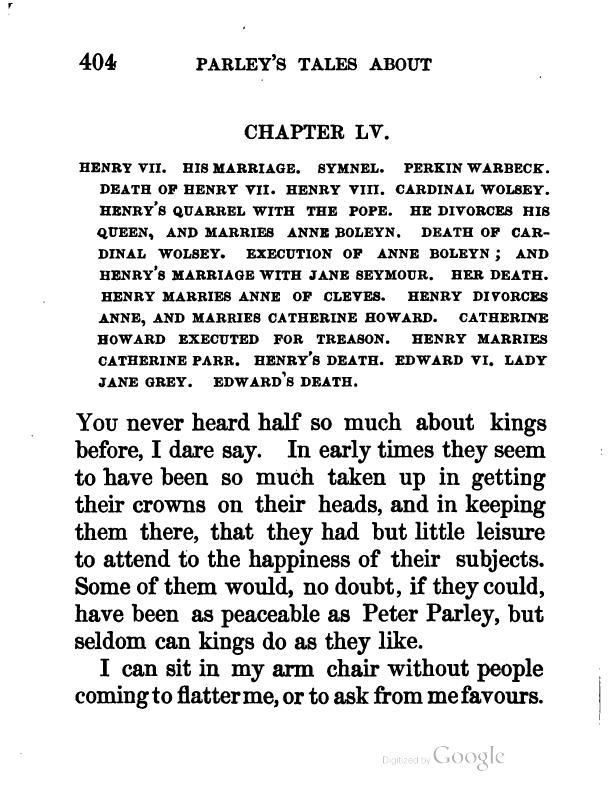 404 PARLEY'S TALES ABOUT
CHAPTER LV.
HENRY VII. HIS MARRIAGE. SYMNEL. PERKIN WARBECK.
DEATH OF HENRY VII. HENRY VIII. CARDINAL WOLSEY.
HENRY'S QUARREL WITH THE POPE. HE DIVORCES HIS
QUEEN, AND MARRIES ANNE BOLEYN. DEATH OF CAR-
DINAL WOLSEY. EXECUTION OF ANNE BOLEYN; AND
HENRY'S MARRIAGE WITH JANE SEYMOUR. HER DEATH.
HENRY MARRIES ANNE OF CLEVES. HENRY DIVORCES
ANNE, AND MARRIES CATHERINE HOWARD. CATHERINE
HOWARD EXECUTED FOR TREASON. HENRY MARRIES
CATHERINE PARR. HENRY'S DEATH. EDWARD VI. LADY
JANE GREY. EDWARD'S DEATH.
YOU never heard half so much about kings
before, I dare say. In early times they seem
to have been so much taken up in getting
their crowns on their heads, and in keeping
them there, that they had but little leisure
to attend to the happiness of their subjects.
Some of them would, no doubt, if they could,
have been as peaceable as Peter Parley, but
seldom can kings do as they like.
I can sit in my arm chair without people
coming to flatter me, or to ask from me favours.
Digitized by Google